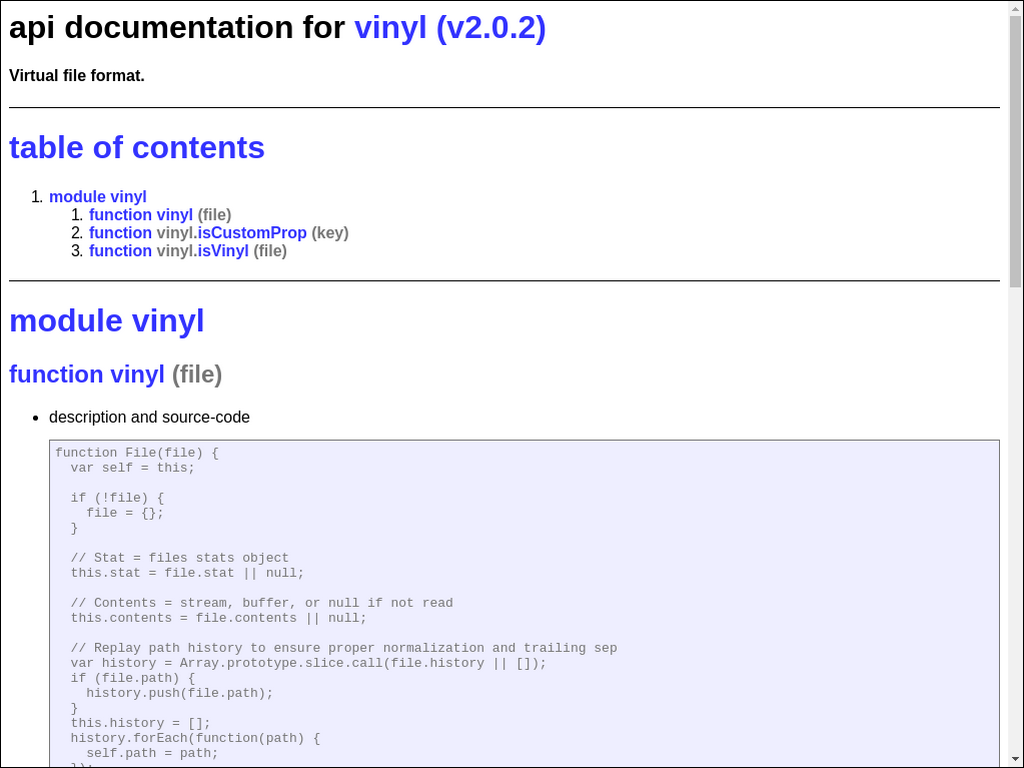 api documentation for vinyl (v2.0.2)
Virtual file format.
table of contents
1. module vinyl
1. function vinyl (file)
2. function vinyl.isCustomProp (key)
3. function vinyl.isVinyl (file)
module vinyl
function vinyl (file)
• description and source-code
function File(file) {
  var self = this;

  if (!file) {
    file = {};
  }

  // Stat = files stats object
  this.stat = file.stat || null;

  // Contents = stream, buffer, or null if not read
  this.contents = file.contents || null;

  // Replay path history to ensure proper normalization and trailing sep
  var history = Array.prototype.slice.call(file.history || []);
  if (file.path) {
    history.push(file.path);
  }
  this.history = [];
  history.forEach(function(path) {
    self.path = path;
  });